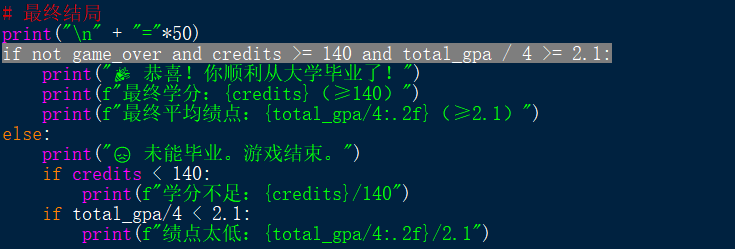 # 最终结局
print("\n" + "="*50)
if not game_over and credits >= 140 and total_gpa / 4 >= 2.1:
    print("🎉 恭喜！你顺利从大学毕业了！")
    print(f"最终学分：{credits}（≥140）")
    print(f"最终平均绩点：{total_gpa/4:.2f}（≥2.1）")
else:
    print("😞 未能毕业。游戏结束。")
    if credits < 140:
        print(f"学分不足：{credits}/140")
    if total_gpa/4 < 2.1:
        print(f"绩点太低：{total_gpa/4:.2f}/2.1")